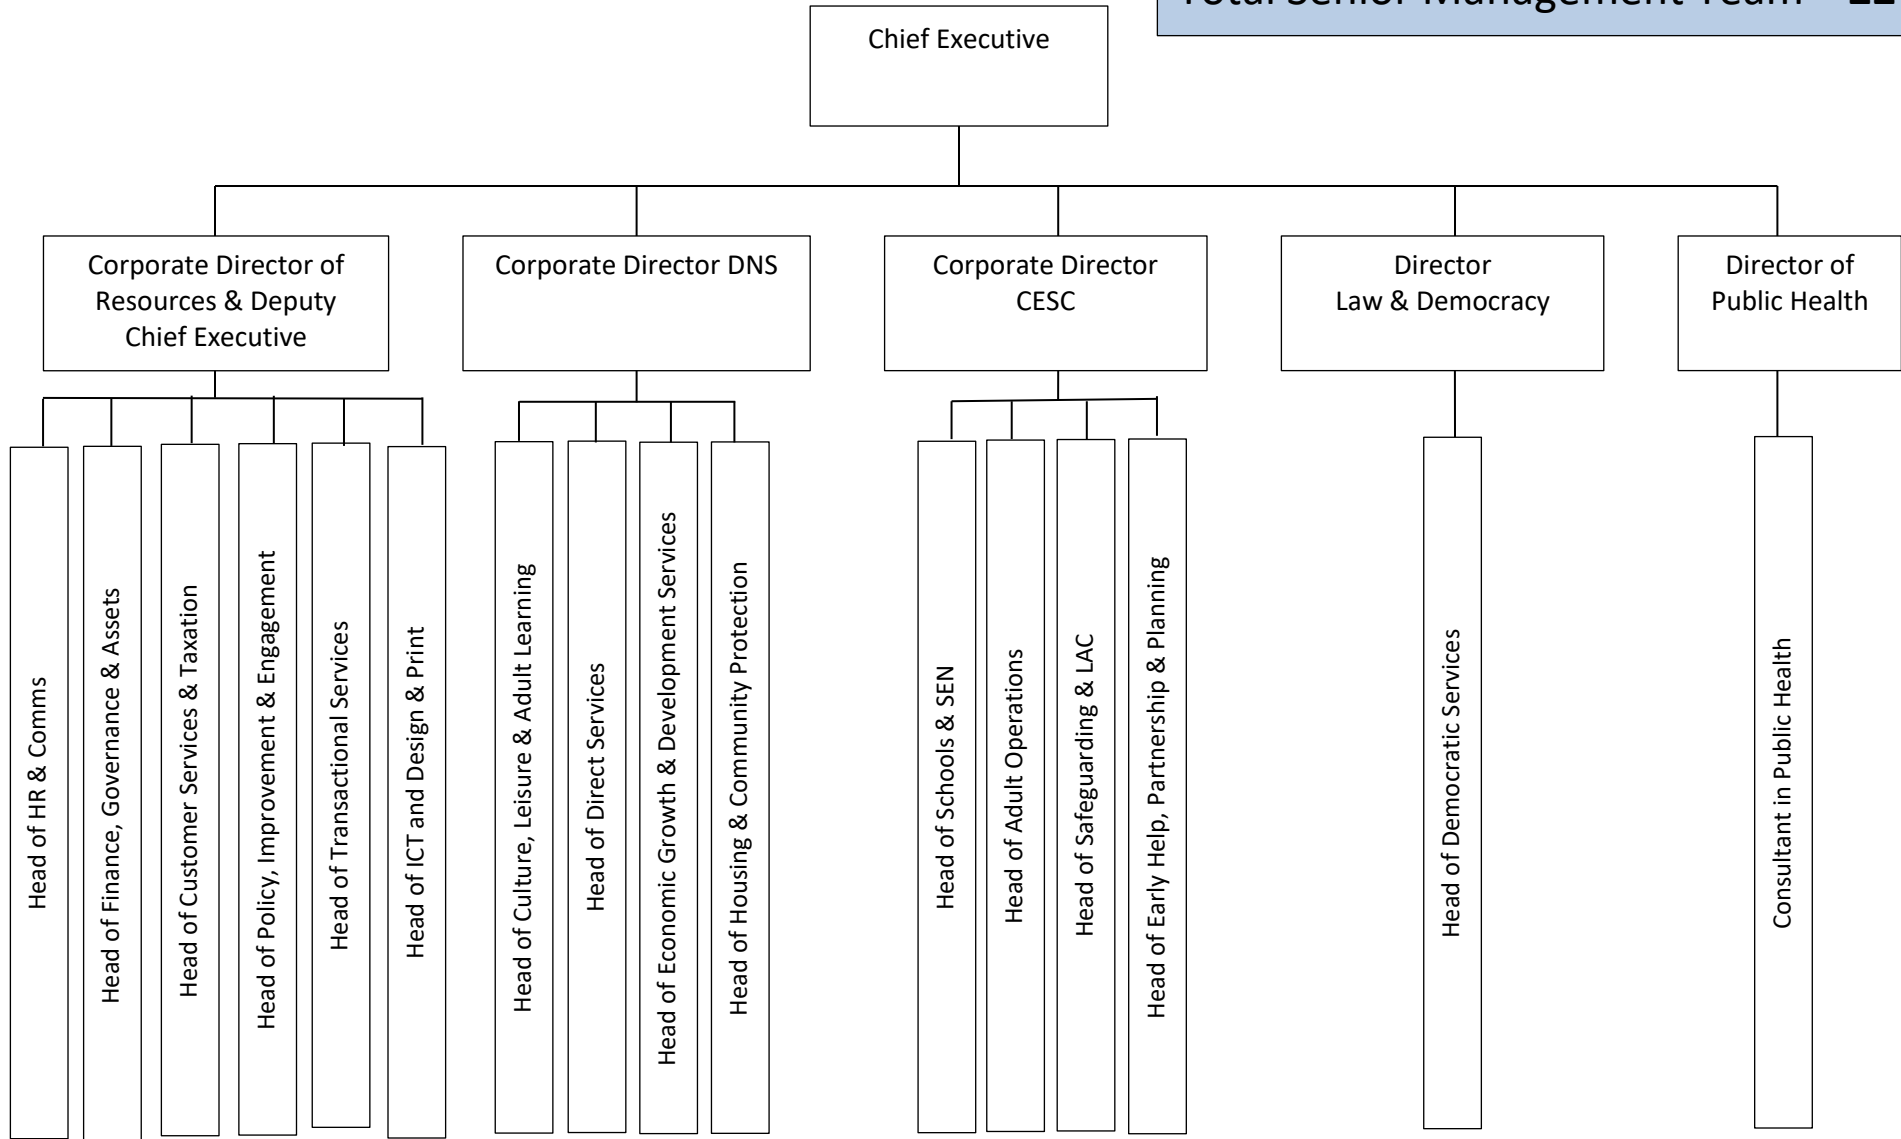 Total Senior Management Team
Chief Executive
Corporate Director of
Resources & Deputy
Chief Executive
Corporate Director DNS
Corporate Director
CESC
Director
Law & Democracy
Director of
Public Health
Head of HR & Comms
Head of Finance, Governance & Assets
Head of Customer Services & Taxation
Head of Policy, Improvement & Engagement
Head of Transactional Services
Head of ICT and Design & Print
Head of Culture, Leisure & Adult Learning
Head of Direct Services
Head of Economic Growth & Development Services
Head of Housing & Community Protection
Head of Schools & SEN
Head of Adult Operations
Head of Safeguarding & LAC
Head of Early Help, Partnership & Planning
Head of Democratic Services
Consultant in Public Health